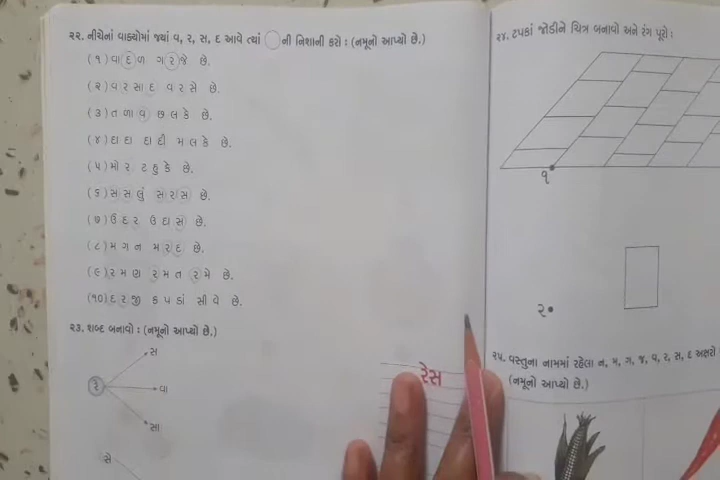 ૨૨. નીચેનાં વાક્યોમાં જ્યાં વ, ર, સ, દ આવે ત્યાં ◯ ની નિશાની કરો : (નમૂનો આપ્યો છે.)
(૧) વાદળ ગરજે છે.
(૨) વરસાદ વરસે છે.
(૩) તળાવ છલકે છે.
(૪) દાદા દાદી મલકે છે.
(૫) મોર ટહુકે છે.
(૬) સસલું સરસ છે.
(૭) ઉંદર ઉદાસ છે.
(૮) મગન મરદ છે.
(૯) રમણ રમત રમે છે.
(૧૦) દરજી કપડાં સીવે છે.
૨૩. શબ્દ બનાવો : (નમૂનો આપ્યો છે.)
સ
રે
વા
સા
સે
રેસ
૨૪. ટપકાં જોડીને ચિત્ર બનાવો અને રંગ પૂરો :
૧
૨
૨૫. વસ્તુના નામમાં રહેલા ન, મ, ગ, જ, વ, ર, સ, દ અક્ષરો
(નમૂનો આપ્યો છે.)